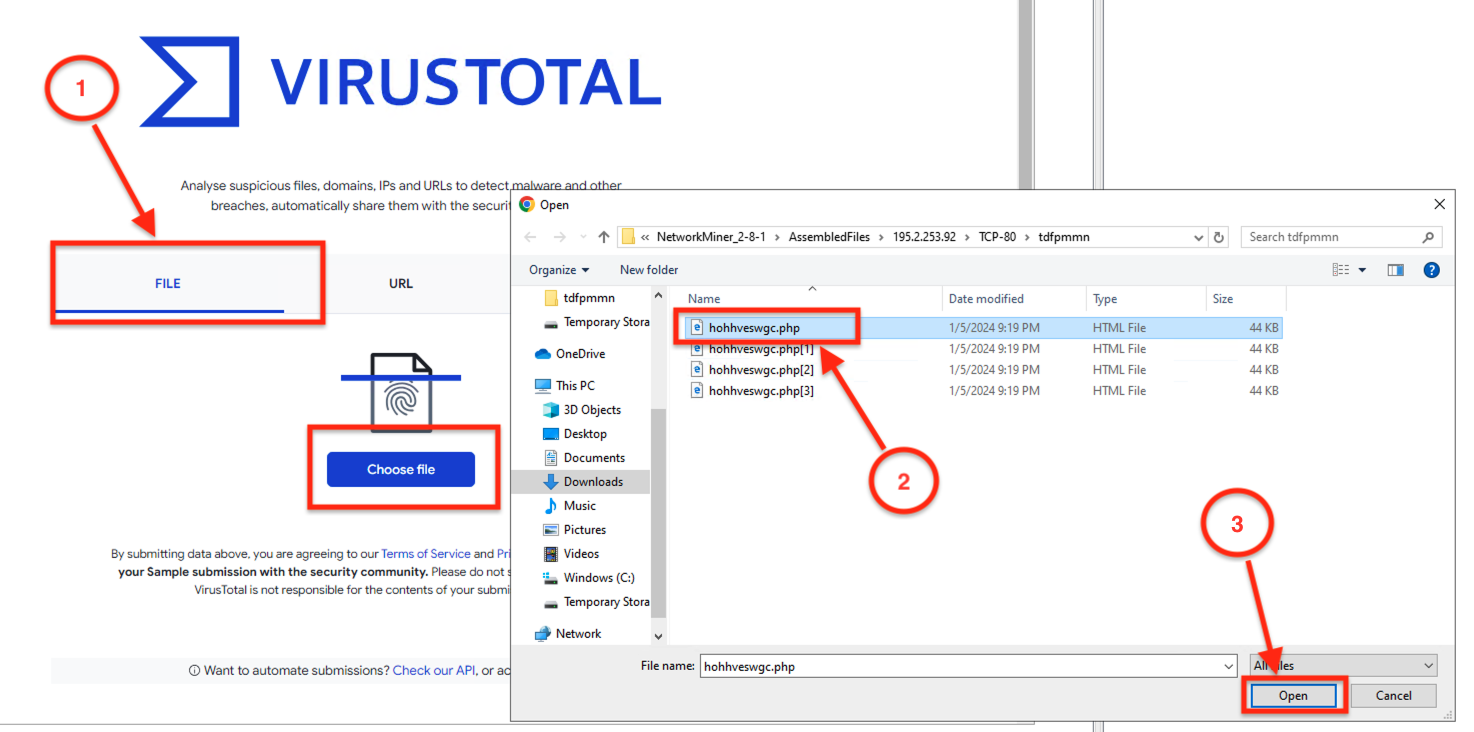 1
VIRUSTOTAL
Analyse suspicious files, domains, IPs and URLs to detect malware and other
breaches, automatically share them with the securit
FILE
URL
Choose file
By submitting data above, you are agreeing to our Terms of Service and Pri
your Sample submission with the security community. Please do not s
VirusTotal is not responsible for the contents of your submi
Want to automate submissions? Check our API, or ac
Open
« NetworkMiner_2-8-1 > AssembledFiles > 195.2.253.92 > TCP-80 > tdfpmmn
Search tdfpmmn
Organize
New folder
?
tdfpmmn
Temporary Stora
OneDrive
This PC
3D Objects
Desktop
Documents
Downloads
Music
Pictures
Videos
Windows (C:)
Temporary Stora
Network
Name Date modified Type Size
hohhveswgc.php 1/5/2024 9:19 PM HTML File 44 KB
hohhveswgc.php[1] 1/5/2024 9:19 PM HTML File 44 KB
hohhveswgc.php[2] 1/5/2024 9:19 PM HTML File 44 KB
hohhveswgc.php[3] 1/5/2024 9:19 PM HTML File 44 KB
2
3
File name: hohhveswgc.php
Open
Cancel